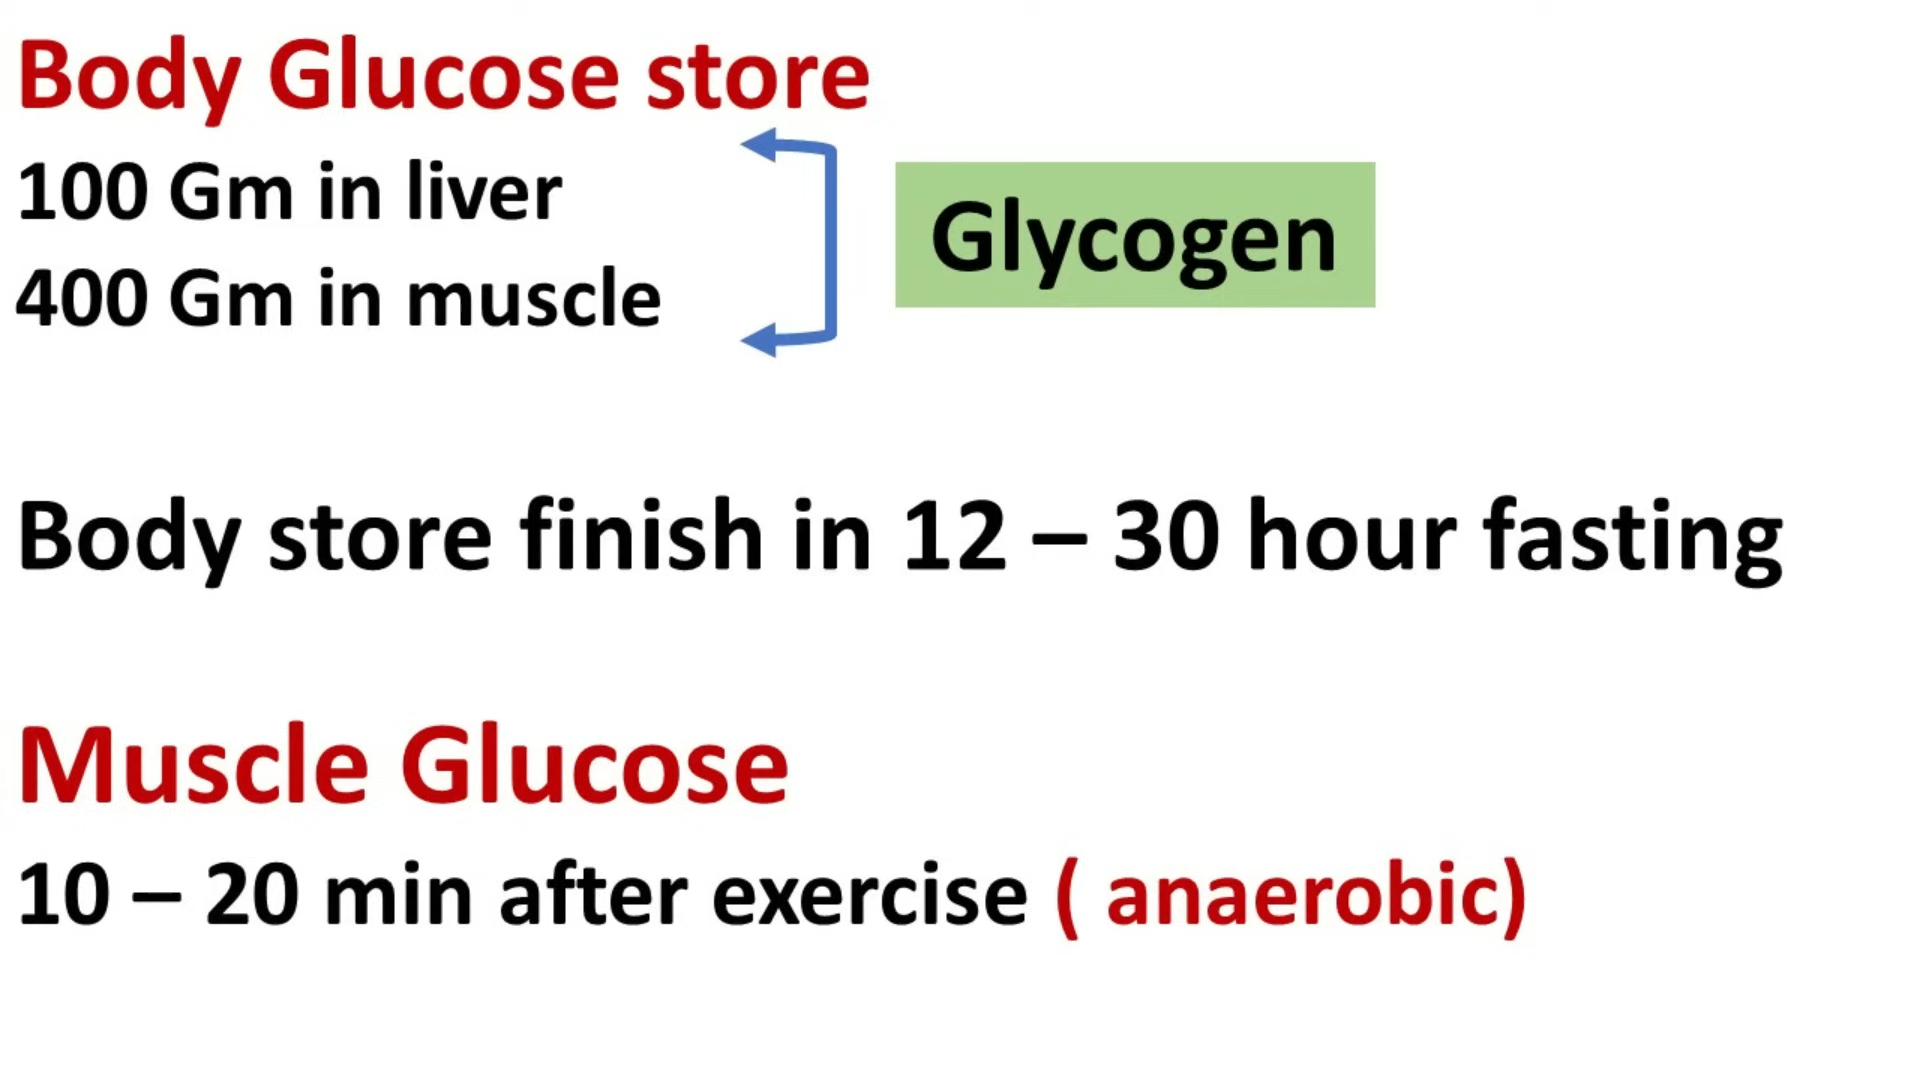 Body Glucose store
100 Gm in liver
400 Gm in muscle
Glycogen
Body store finish in 12 – 30 hour fasting
Muscle Glucose
10 – 20 min after exercise ( anaerobic)